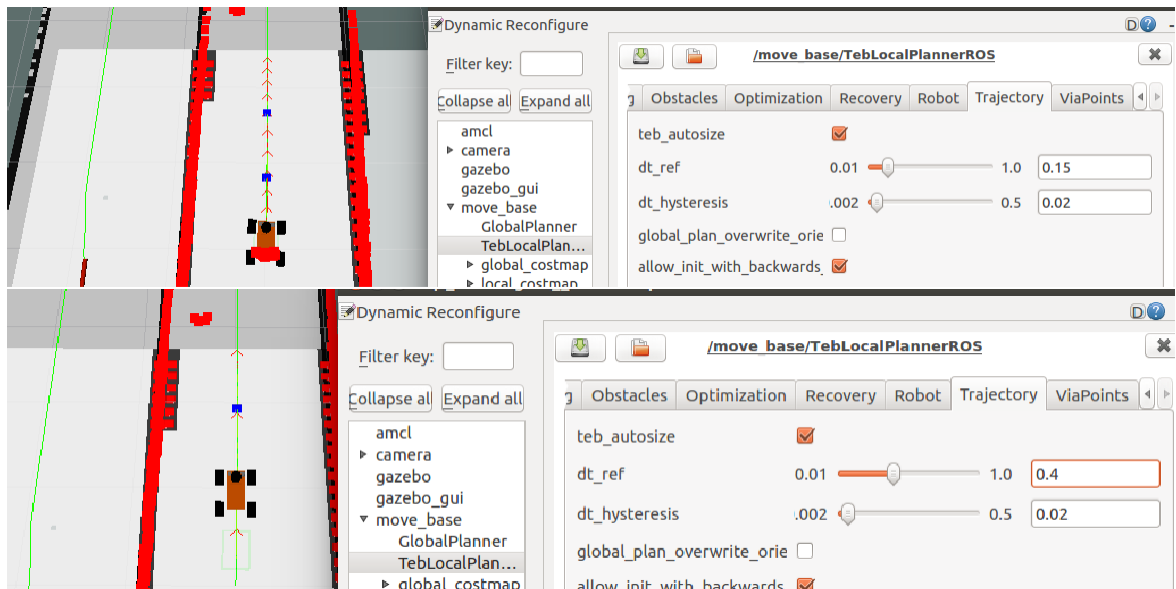 Dynamic Reconfigure
D
Filter key:
/move_base/TebLocalPlannerROS
Collapse al
Expand all
Obstacles
Optimization
Recovery
Robot
Trajectory
ViaPoints
amcl
camera
gazebo
gazebo_gui
move_base
GlobalPlanner
TebLocalPlan...
global_costmap
local_costmap
teb_autosize
dt_ref 0.01 1.0 0.15
dt_hysteresis .002 0.5 0.02
global_plan_overwrite_orie
allow_init_with_backwards_
Dynamic Reconfigure
D
Filter key:
/move_base/TebLocalPlannerROS
Collapse al
Expand all
Obstacles
Optimization
Recovery
Robot
Trajectory
ViaPoints
amcl
camera
gazebo
gazebo_gui
move_base
GlobalPlanner
TebLocalPlan...
global_costmap
teb_autosize
dt_ref 0.01 1.0 0.4
dt_hysteresis .002 0.5 0.02
global_plan_overwrite_orie
allow_init_with_backwards